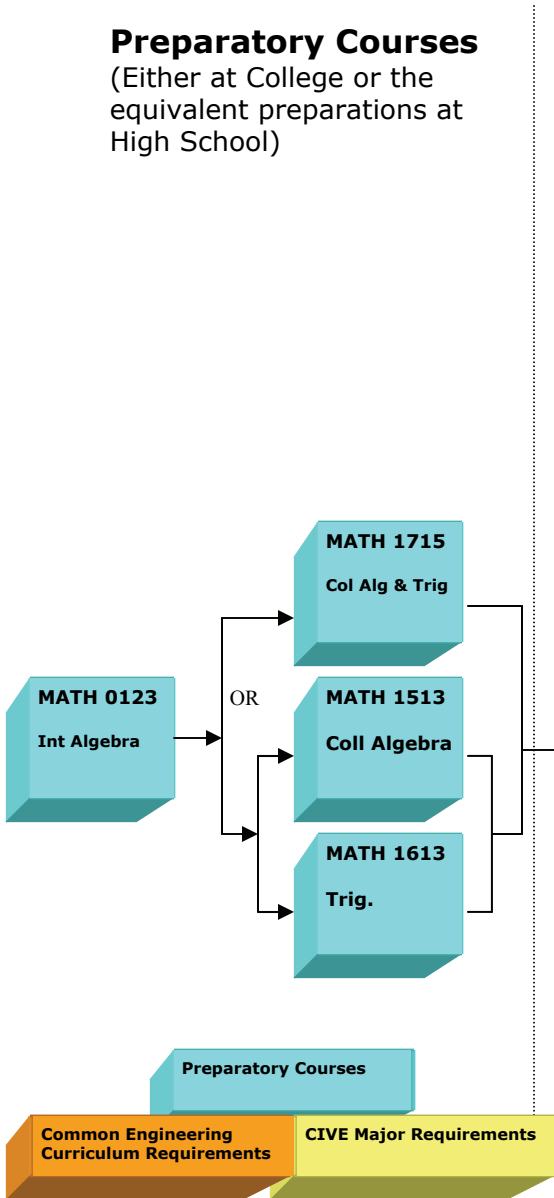 Preparatory Courses
(Either at College or the
equivalent preparations at
High School)
MATH 1715
Col Alg & Trig
MATH 0123
Int Algebra
OR
MATH 1513
Coll Algebra
MATH 1613
Trig.
Preparatory Courses
Common Engineering
Curriculum Requirements
CIVE Major Requirements